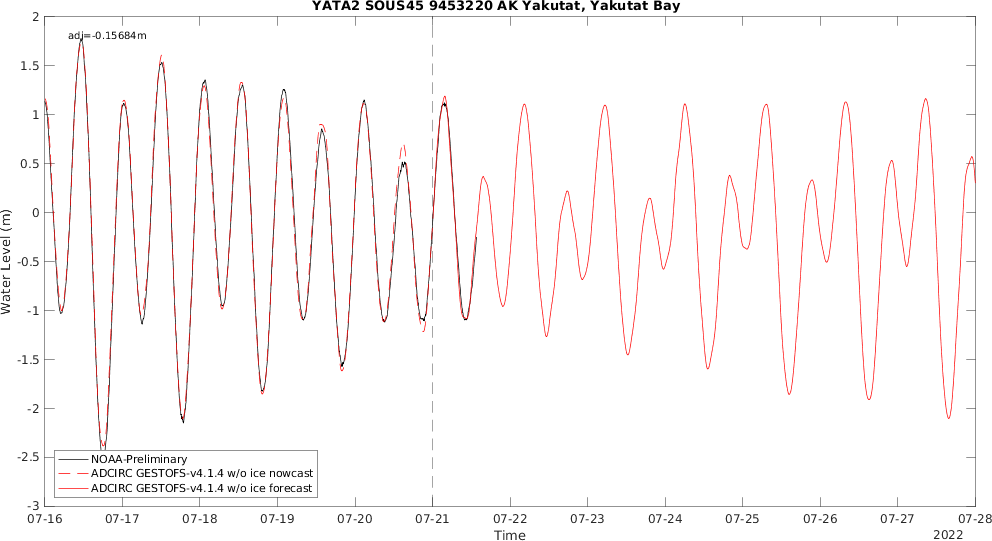 YATA2 SOUS45 9453220 AK Yakutat, Yakutat Bay
adj=-0.15684m
Water Level (m)
2
1.5
1
0.5
0
-0.5
-1
-1.5
-2
-2.5
-3
NOAA-Preliminary
ADCIRC GESTOFS-v4.1.4 w/o ice nowcast
ADCIRC GESTOFS-v4.1.4 w/o ice forecast
07-16 07-17 07-18 07-19 07-20 07-21 07-22 07-23 07-24 07-25 07-26 07-27 07-28
Time
2022